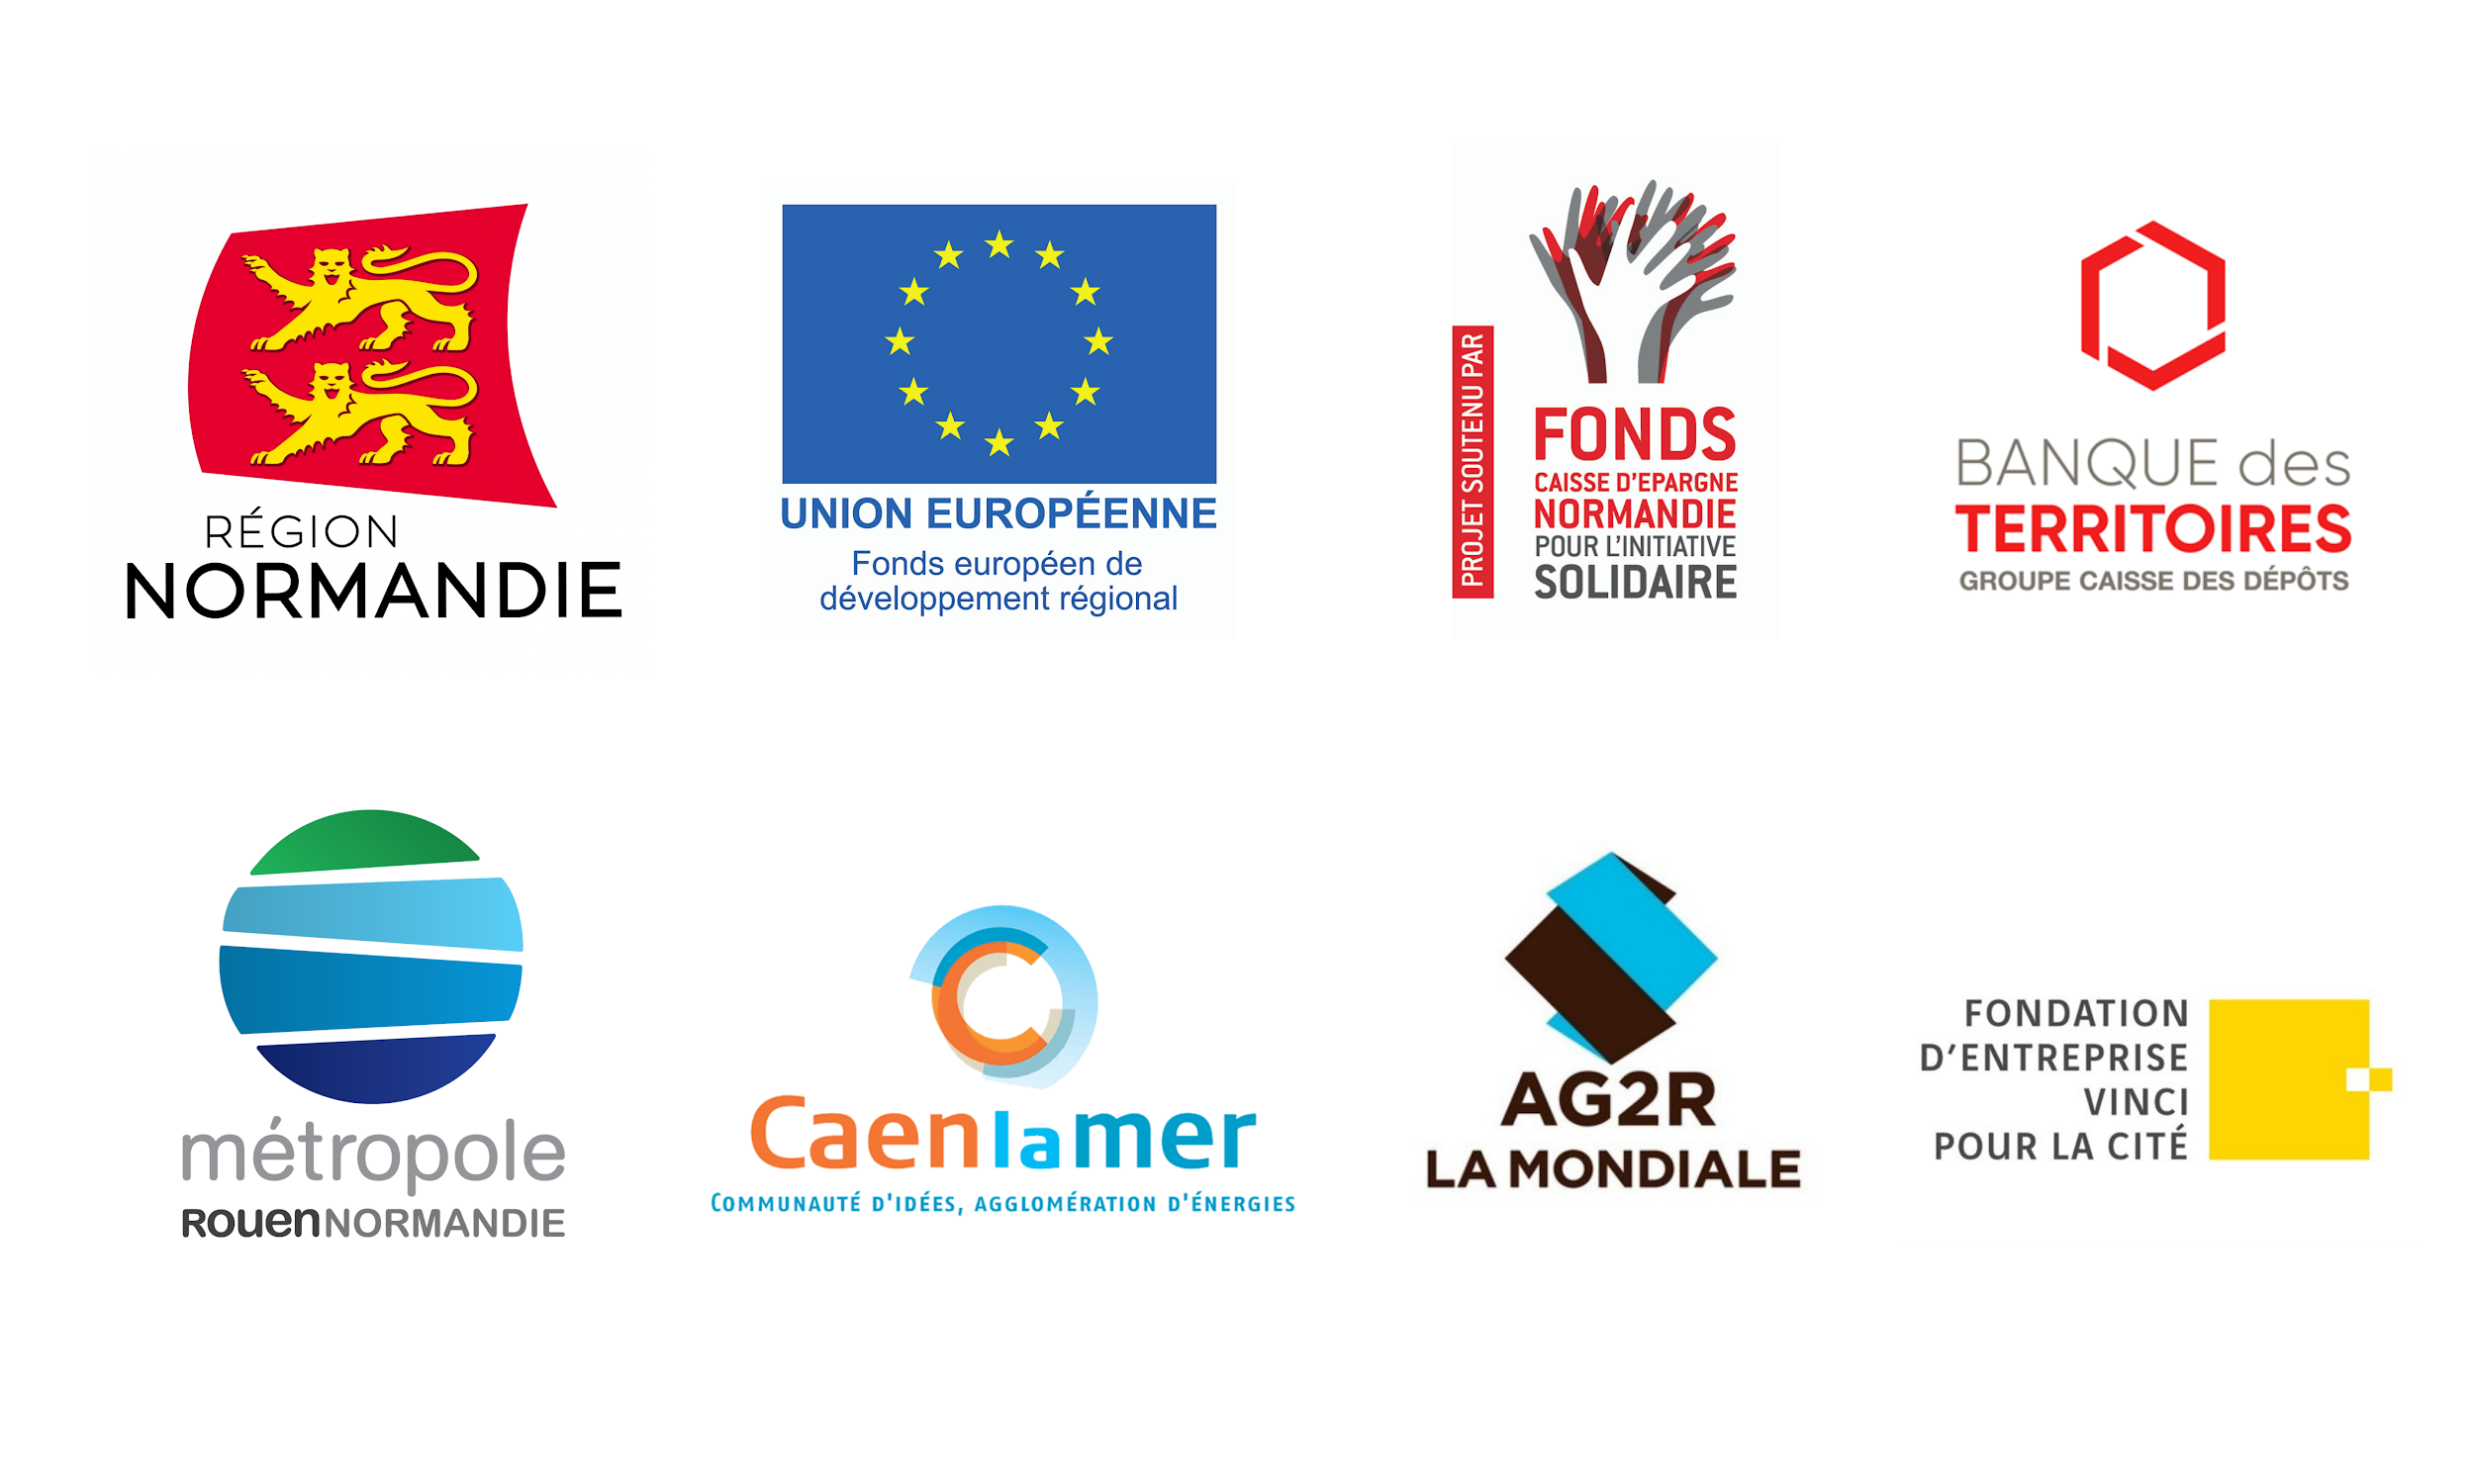 RÉGION
NORMANDIE
UNION EUROPÉENNE
Fonds européen de
développement régional
PROJET SOUTENU PAR
FONDS
CAISSE D'EPARGNE
NORMANDIE
POUR L'INITIATIVE
SOLIDAIRE
BANQUE des
TERRITOIRES
GROUPE CAISSE DES DÉPÔTS
métropole
ROUENNORMANDIE
Caenlamer
COMMUNAUTÉ D'IDÉES, AGGLOMÉRATION D'ÉNERGIES
AG2R
LA MONDIALE
FONDATION
D'ENTREPRISE
VINCI
POUR LA CITÉ